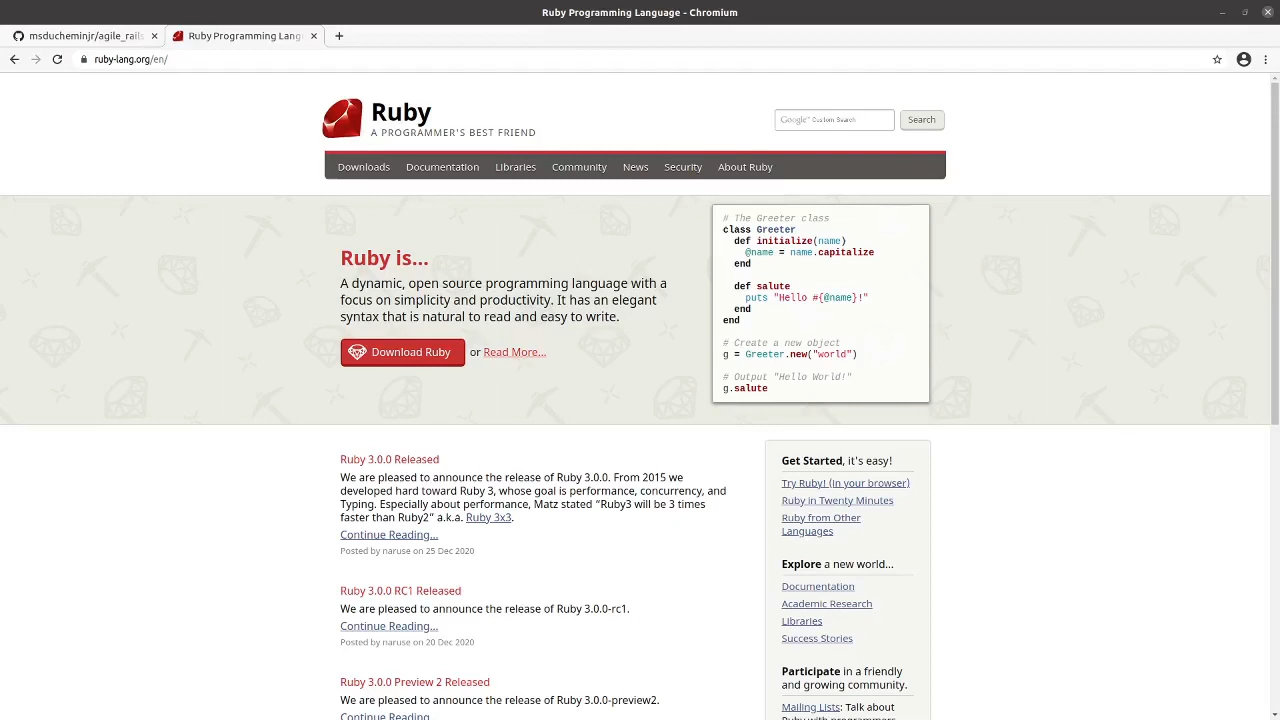 Ruby Programming Language - Chromium
msducheminjr/agile_rails
Ruby Programming Lang
ruby-lang.org/en/
Ruby
A PROGRAMMER'S BEST FRIEND
Google™ Custom Search
Search
Downloads Documentation Libraries Community News Security About Ruby
Ruby is...
A dynamic, open source programming language with a
focus on simplicity and productivity. It has an elegant
syntax that is natural to read and easy to write.
Download Ruby or Read More...
# The Greeter class
class Greeter
  def initialize(name)
    @name = name.capitalize
  end
  def salute
    puts "Hello #{@name}!"
  end
end
# Create a new object
g = Greeter.new("world")
# Output "Hello World!"
g.salute
Ruby 3.0.0 Released
We are pleased to announce the release of Ruby 3.0.0. From 2015 we
developed hard toward Ruby 3, whose goal is performance, concurrency, and
Typing. Especially about performance, Matz stated “Ruby3 will be 3 times
faster than Ruby2” a.k.a. Ruby 3x3.
Continue Reading...
Posted by naruse on 25 Dec 2020
Ruby 3.0.0 RC1 Released
We are pleased to announce the release of Ruby 3.0.0-rc1.
Continue Reading...
Posted by naruse on 20 Dec 2020
Ruby 3.0.0 Preview 2 Released
We are pleased to announce the release of Ruby 3.0.0-preview2.
Continue Reading...
Get Started, it's easy!
Try Ruby! (in your browser)
Ruby in Twenty Minutes
Ruby from Other
Languages
Explore a new world...
Documentation
Academic Research
Libraries
Success Stories
Participate in a friendly
and growing community.
Mailing Lists: Talk about
Ruby with programmers